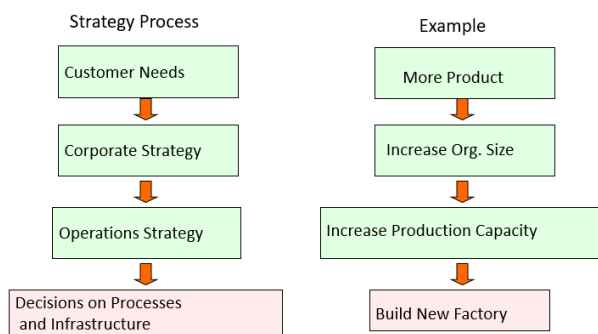 Strategy Process
Example
Customer Needs
More Product
Corporate Strategy
Increase Org. Size
Operations Strategy
Increase Production Capacity
Decisions on Processes
and Infrastructure
Build New Factory